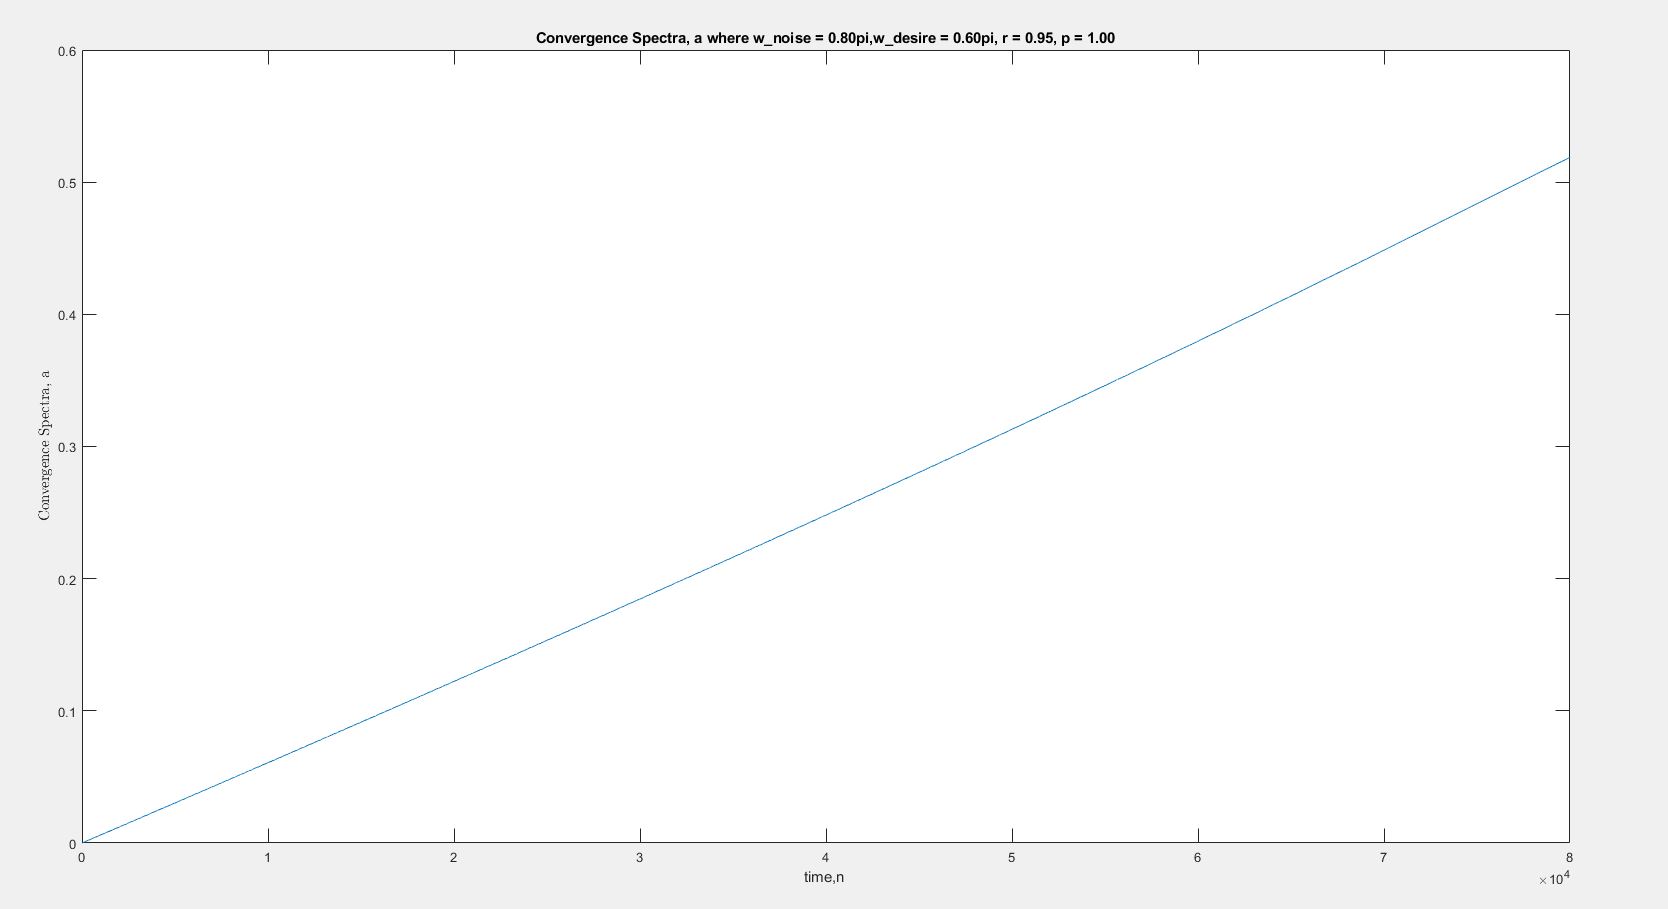 Convergence Spectra, a where w_noise = 0.80pi,w_desire = 0.60pi, r = 0.95, p = 1.00
0.6
0.5
0.4
0.3
0.2
0.1
0
Convergence Spectra, a
0 1 2 3 4 5 6 7 8
time,n
×10^4